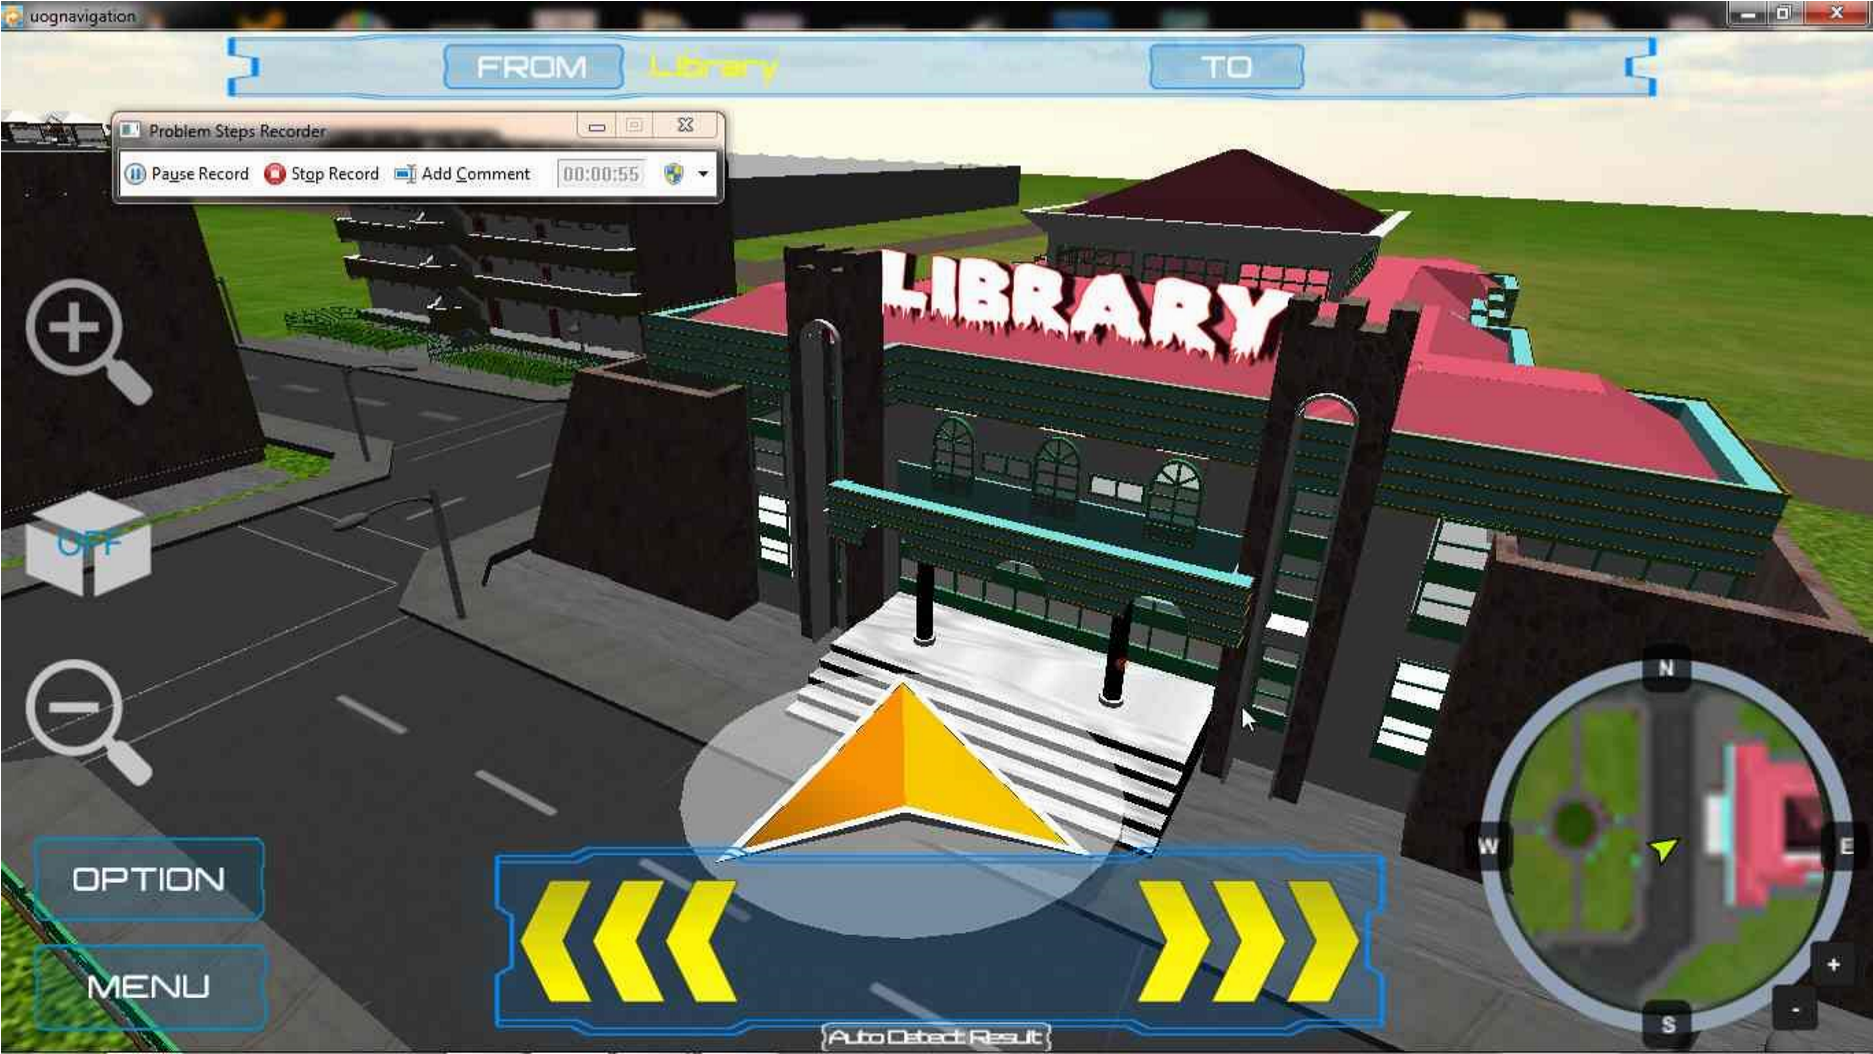 uognavigation
FROM Library TO
Problem Steps Recorder
Pause Record Stop Record Add Comment 00:00:55
LIBRARY
OFF
N
W E
S
+
-
OPTION
MENU
Auto Detect Result